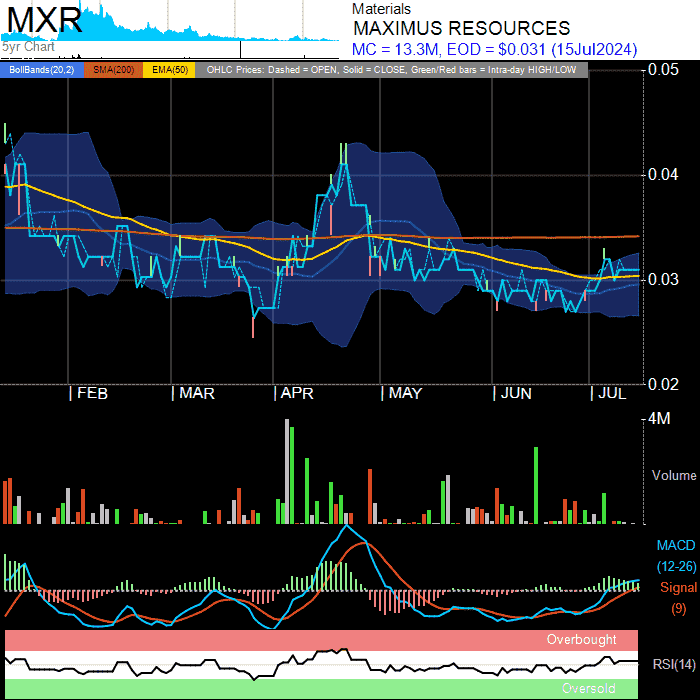 MXR
5yr Chart
Materials
MAXIMUS RESOURCES
MC = 13.3M, EOD = $0.031 (15Jul2024)
BollBands(20,2) SMA(200) EMA(50) OHLC Prices: Dashed = OPEN, Solid = CLOSE, Green/Red bars = Intra-day HIGH/LOW
0.05
0.04
0.03
0.02
| FEB | MAR | APR | MAY | JUN | JUL
4M
Volume
MACD
(12-26)
Signal
(9)
Overbought
RSI(14)
Oversold